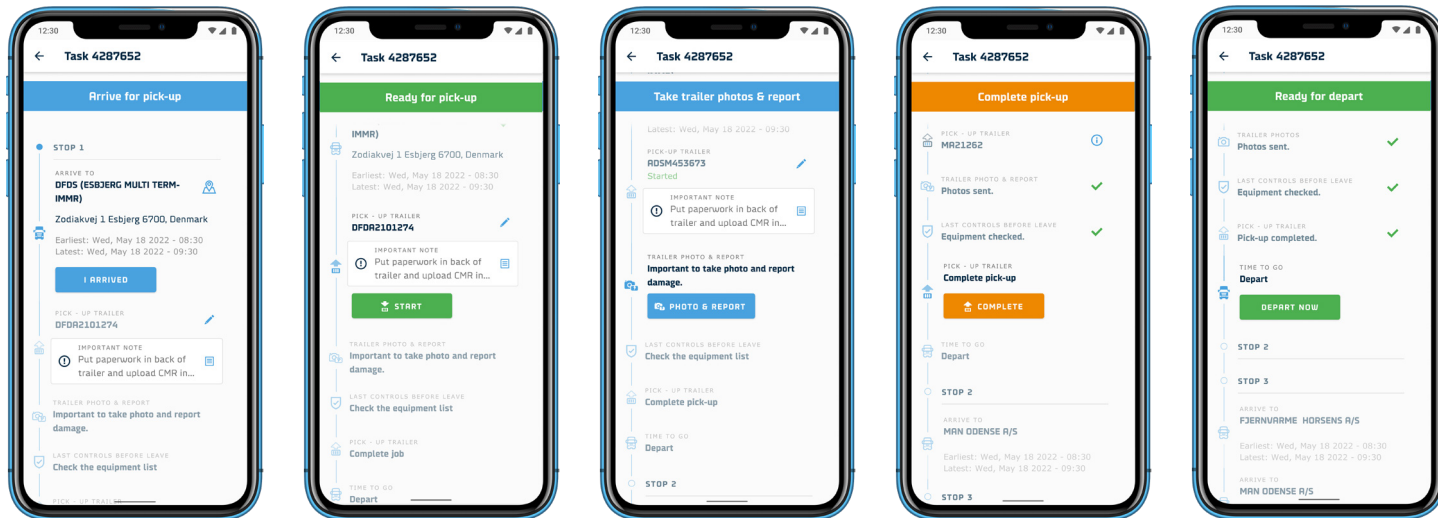 12:30
Task 4287652
Arrive for pick-up
STOP 1
ARRIVE TO
DFDS (ESBJERG MULTI TERM-
IMMR)
Zodiakvej 1 Esbjerg 6700, Denmark
Earliest: Wed, May 18 2022 - 08:30
Latest: Wed, May 18 2022 - 09:30
I ARRIVED
PICK - UP TRAILER
DFDA2101274
IMPORTANT NOTE
Put paperwork in back of
trailer and upload CMR in...
TRAILER PHOTO & REPORT
Important to take photo and report
damage.
LAST CONTROLS BEFORE LEAVE
Check the equipment list
PICK - UP TRAILER
12:30
Task 4287652
Ready for pick-up
IMMR)
Zodiakvej 1 Esbjerg 6700, Denmark
Earliest: Wed, May 18 2022 - 08:30
Latest: Wed, May 18 2022 - 09:30
PICK - UP TRAILER
DFDA2101274
IMPORTANT NOTE
Put paperwork in back of
trailer and upload CMR in...
START
TRAILER PHOTO & REPORT
Important to take photo and report
damage.
LAST CONTROLS BEFORE LEAVE
Check the equipment list
PICK - UP TRAILER
Complete job
TIME TO GO
Depart
12:30
Task 4287652
Take trailer photos & report
Latest: Wed, May 18 2022 - 09:30
PICK-UP TRAILER
ADSM453673
Started
IMPORTANT NOTE
Put paperwork in back of
trailer and upload CMR in...
TRAILER PHOTO & REPORT
Important to take photo and report
damage.
PHOTO & REPORT
LAST CONTROLS BEFORE LEAVE
Check the equipment list
PICK - UP TRAILER
Complete pick-up
TIME TO GO
Depart
STOP 2
12:30
Task 4287652
Complete pick-up
PICK - UP TRAILER
MA21262
TRAILER PHOTO & REPORT
Photos sent.
LAST CONTROLS BEFORE LEAVE
Equipment checked.
PICK - UP TRAILER
Complete pick-up
COMPLETE
TIME TO GO
Depart
STOP 2
ARRIVE TO
MAN ODENSE A/S
Earliest: Wed, May 18 2022 - 08:30
Latest: Wed, May 18 2022 - 09:30
STOP 3
12:30
Task 4287652
Ready for depart
TRAILER PHOTOS
Photos sent.
LAST CONTROLS BEFORE LEAVE
Equipment checked.
PICK - UP TRAILER
Pick-up completed.
TIME TO GO
Depart
DEPART NOW
STOP 2
STOP 3
ARRIVE TO
FJERNVARME HORSENS A/S
Earliest: Wed, May 18 2022 - 08:30
Latest: Wed, May 18 2022 - 09:30
ARRIVE TO
MAN ODENSE A/S